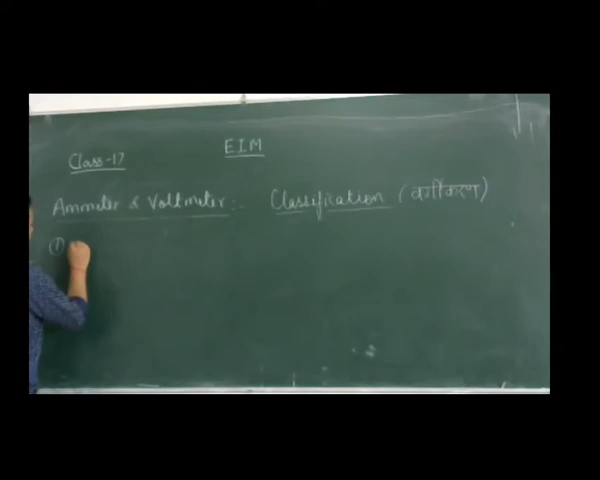 E.I.M
Class-17
Ammeter & Voltmeter:- Classification (वर्गीकरण)
①